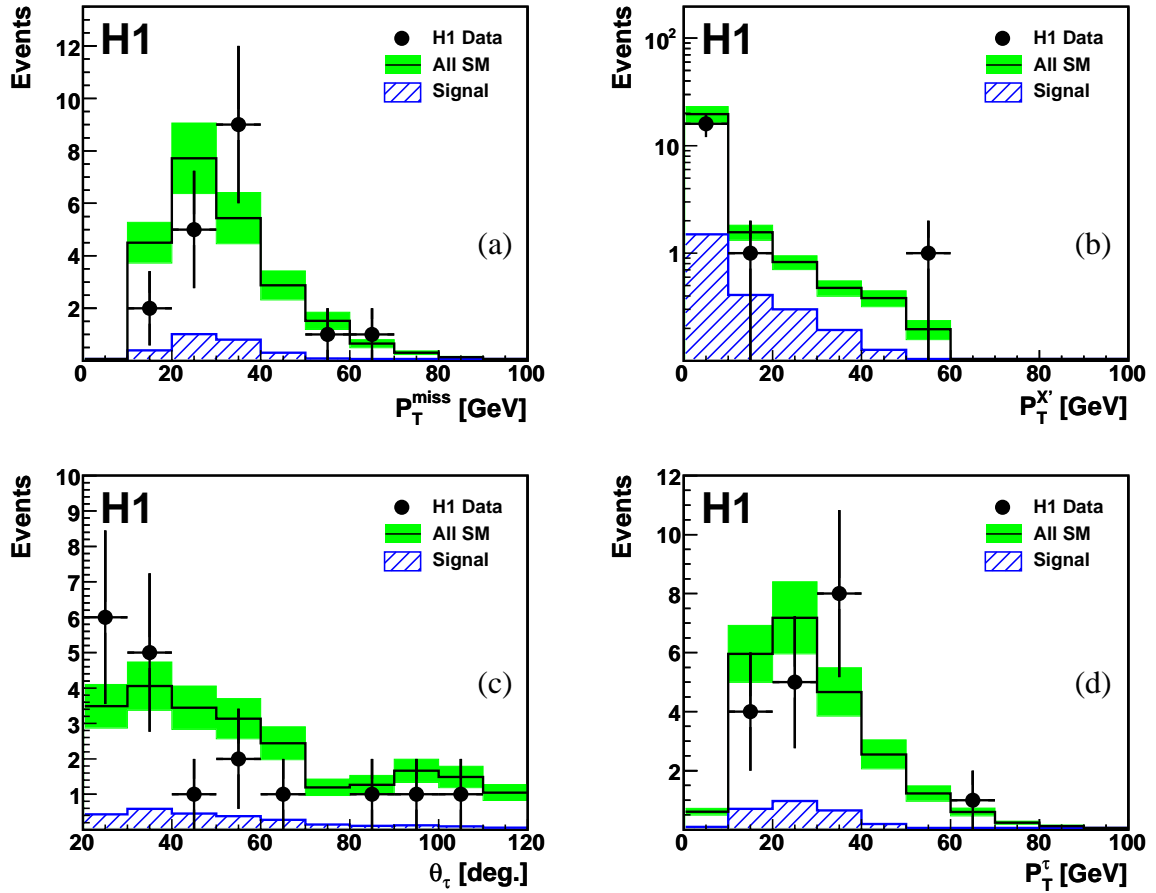 Events
H1
H1 Data
All SM
Signal
(a)
12
10
8
6
4
2
0 20 40 60 80 100
P_T^miss [GeV]
Events
H1
H1 Data
All SM
Signal
(b)
10²
10
1
0 20 40 60 80 100
P_T^X' [GeV]
Events
H1
H1 Data
All SM
Signal
(c)
10
9
8
7
6
5
4
3
2
1
20 40 60 80 100 120
θ_τ [deg.]
Events
H1
H1 Data
All SM
Signal
(d)
12
10
8
6
4
2
0 20 40 60 80 100
P_T^τ [GeV]